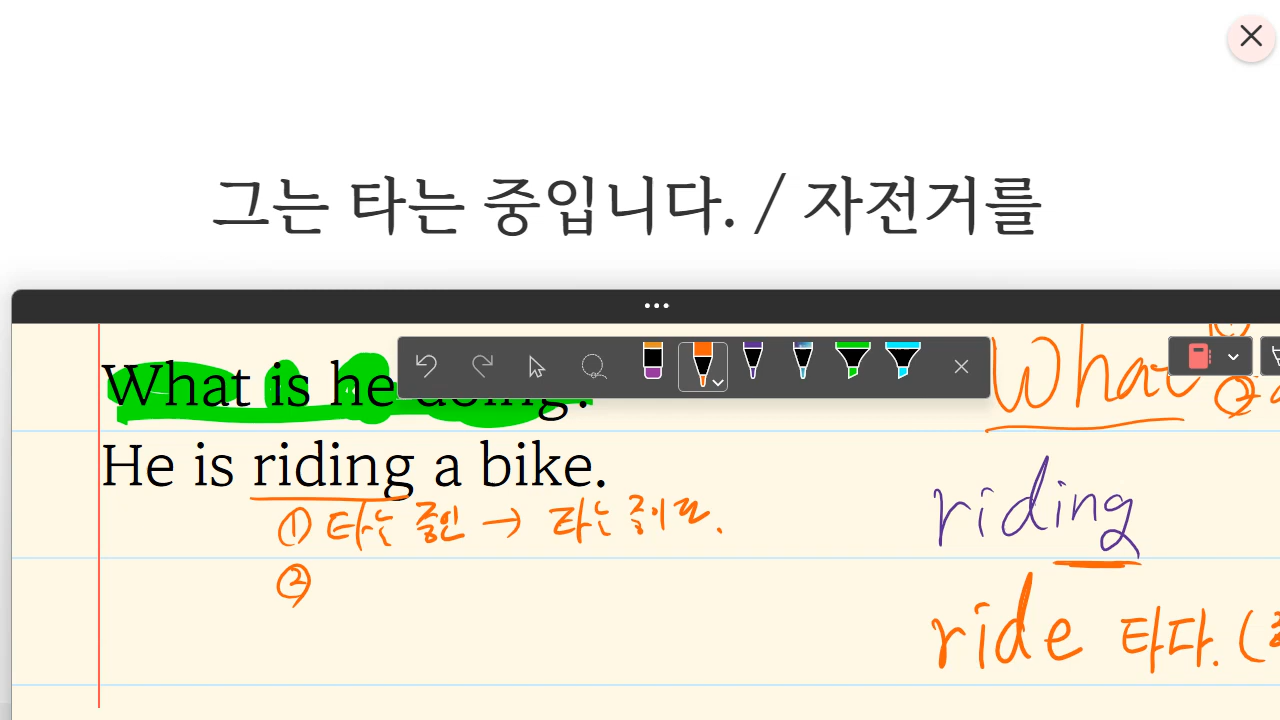 그는 타는 중입니다. / 자전거를
What is he doing?
What
②
He is riding a bike.
① 타는 중인 → 타는 중이다.
②
riding
ride 타다. (